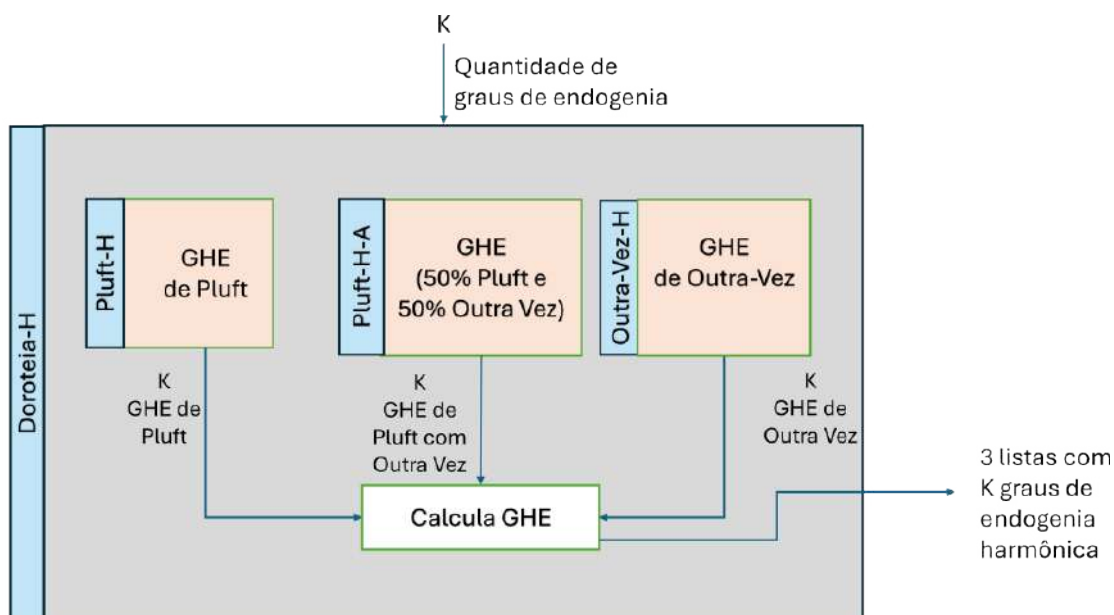 K
Quantidade de
graus de endogenia
Doroteia-H
Pluft-H
GHE
de Pluft
Pluft-H-A
GHE
(50% Pluft e
50% Outra Vez)
Outra-Vez-H
GHE
de Outra-Vez
K
GHE de
Pluft
K
GHE de
Pluft com
Outra Vez
K
GHE de
Outra Vez
Calcula GHE
3 listas com
K graus de
endogenia
harmônica